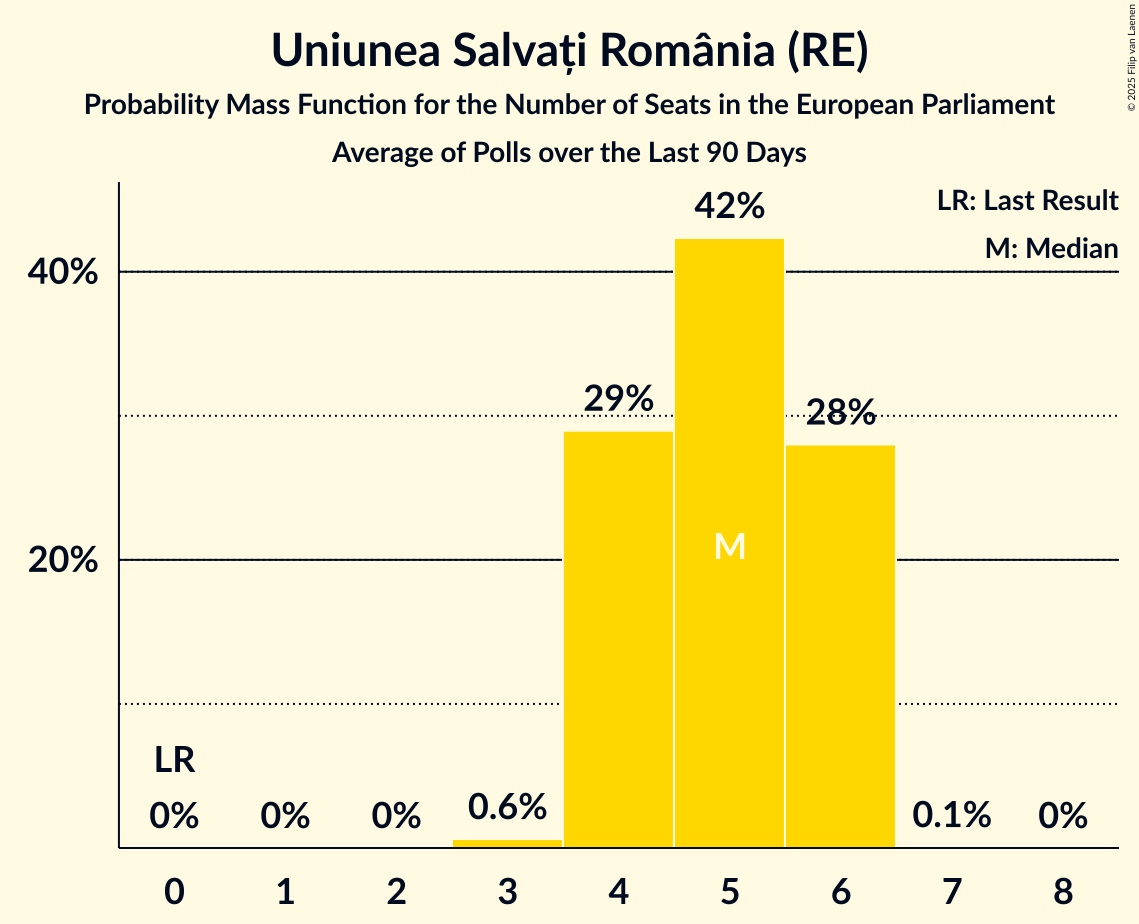 Uniunea Salvați România (RE)
Probability Mass Function for the Number of Seats in the European Parliament
Average of Polls over the Last 90 Days
© 2025 Filip van Laenen
LR: Last Result
M: Median
42%
40%
29%
28%
M
20%
LR
0%
0%
0%
0.6%
0.1%
0%
0 1 2 3 4 5 6 7 8